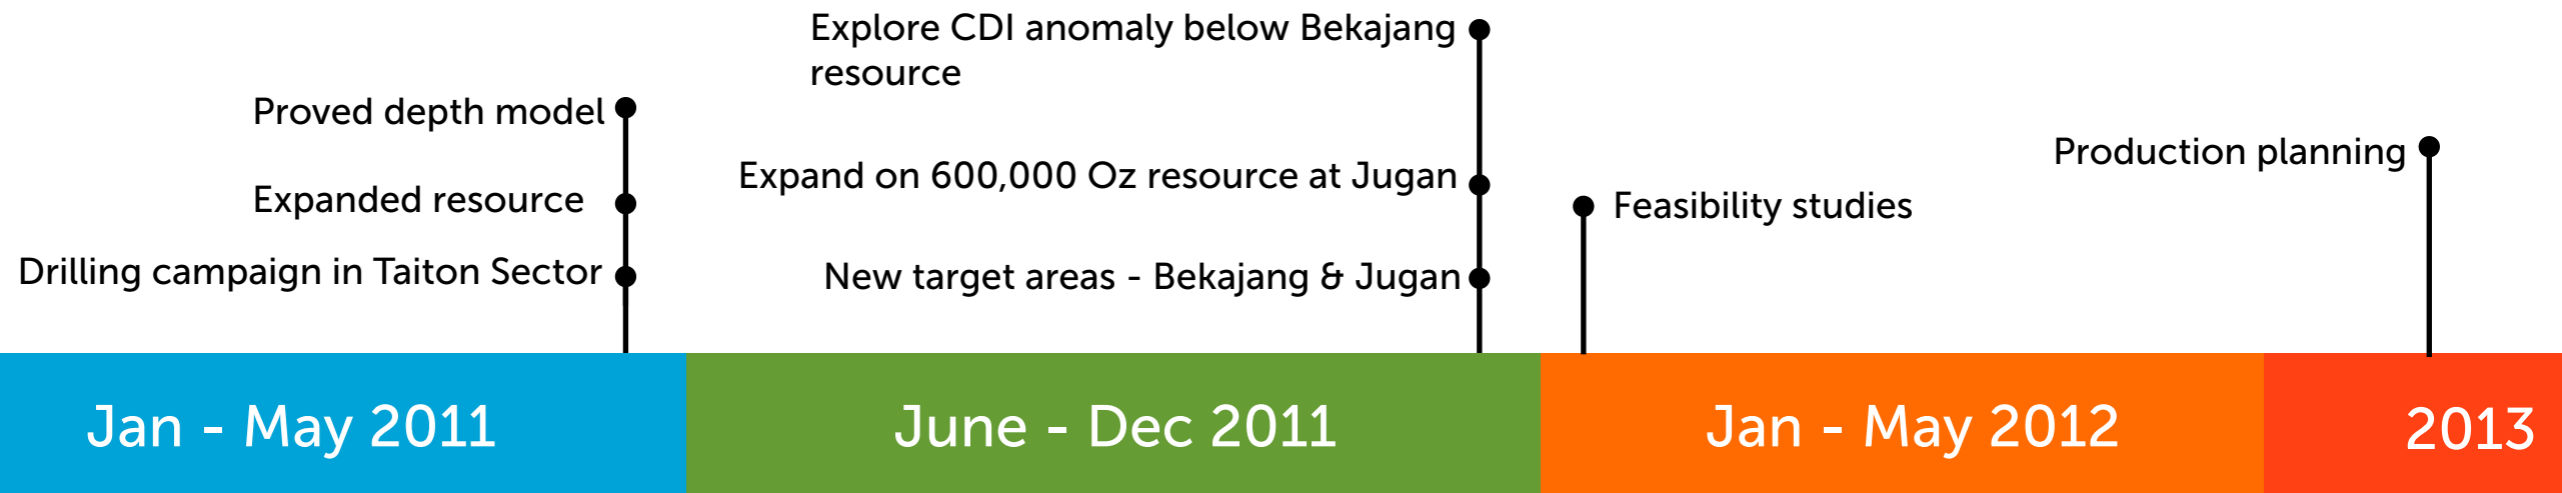 Explore CDI anomaly below Bekajang
resource
Proved depth model
Expanded resource
Drilling campaign in Taiton Sector
Expand on 600,000 Oz resource at Jugan
New target areas - Bekajang & Jugan
Feasibility studies
Production planning
Jan - May 2011
June - Dec 2011
Jan - May 2012
2013